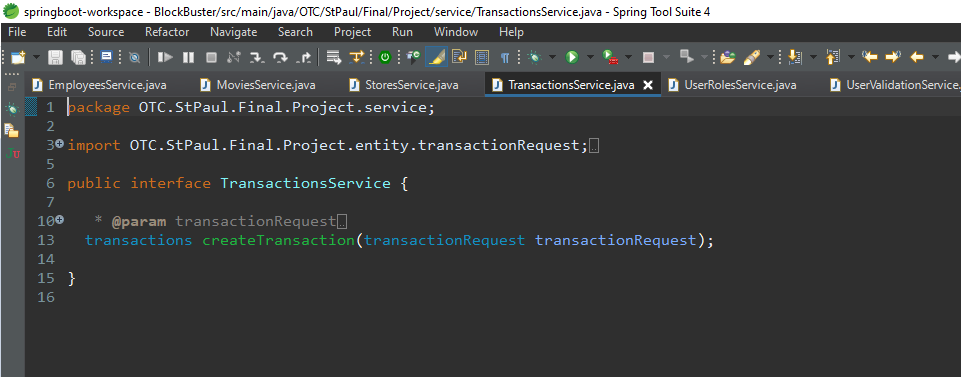 springboot-workspace - BlockBuster/src/main/java/OTC/StPaul/Final/Project/service/TransactionsService.java - Spring Tool Suite 4
File Edit Source Refactor Navigate Search Project Run Window Help
EmployeesService.java MoviesService.java StoresService.java TransactionsService.java UserRolesService.java UserValidationService.
1 package OTC.StPaul.Final.Project.service;
2
3 import OTC.StPaul.Final.Project.entity.transactionRequest;
5
6 public interface TransactionsService {
7
10 * @param transactionRequest
13 transactions createTransaction(transactionRequest transactionRequest);
14
15 }
16
Ju